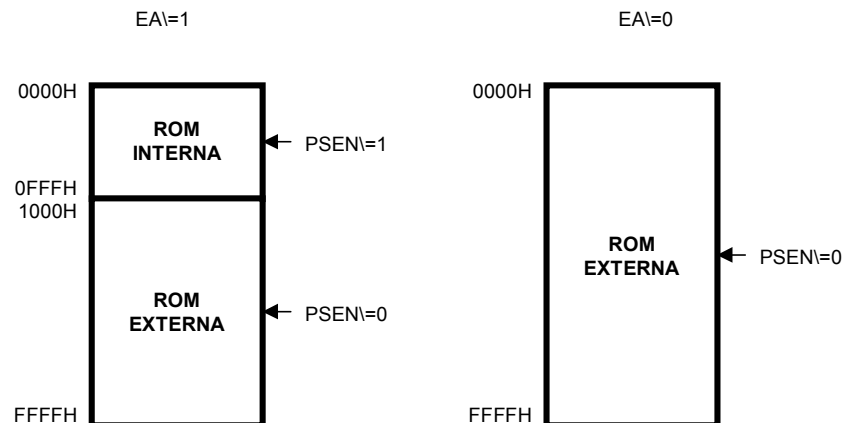 EA\=1
0000H
ROM
INTERNA
PSEN\=1
0FFFH
1000H
ROM
EXTERNA
PSEN\=0
FFFFH
EA\=0
0000H
ROM
EXTERNA
PSEN\=0
FFFFH